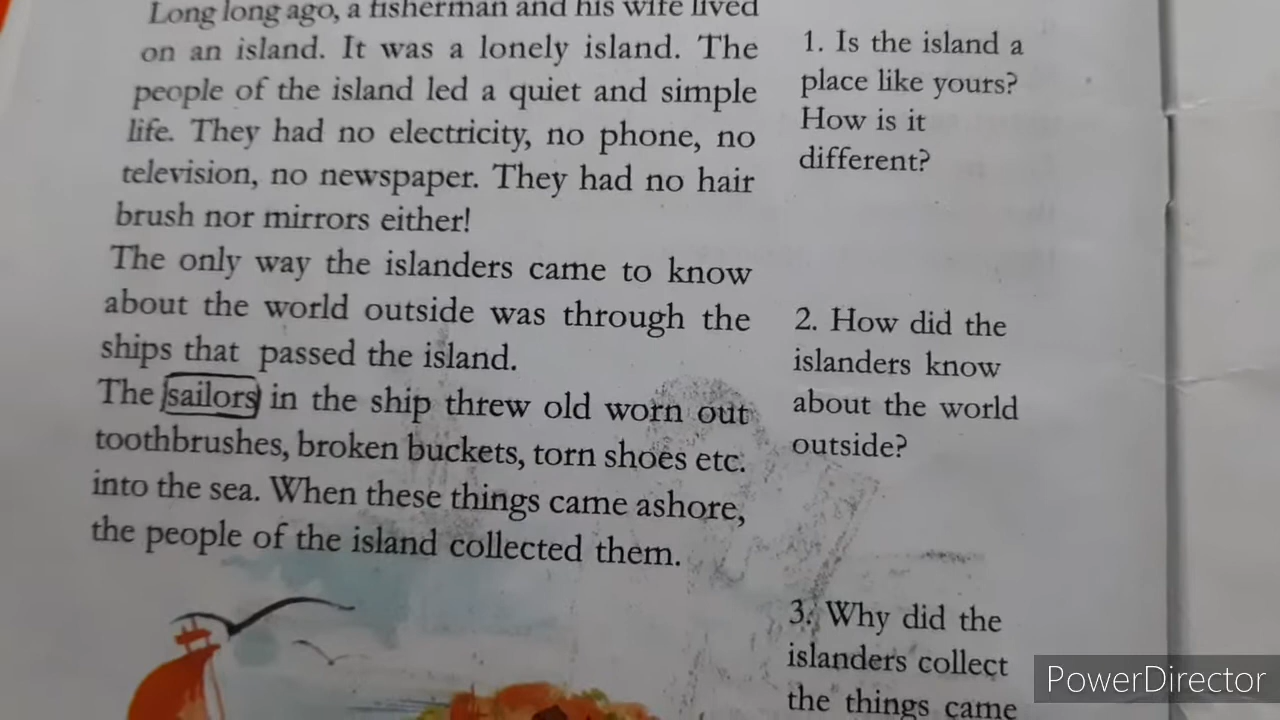 Long long ago, a fisherman and his wife lived
on an island. It was a lonely island. The
people of the island led a quiet and simple
life. They had no electricity, no phone, no
television, no newspaper. They had no hair
brush nor mirrors either!
The only way the islanders came to know
about the world outside was through the
ships that passed the island.
The sailors in the ship threw old worn out
toothbrushes, broken buckets, torn shoes etc.
into the sea. When these things came ashore,
the people of the island collected them.
1. Is the island a
place like yours?
How is it
different?
2. How did the
islanders know
about the world
outside?
3. Why did the
islanders collect
the things came
PowerDirector